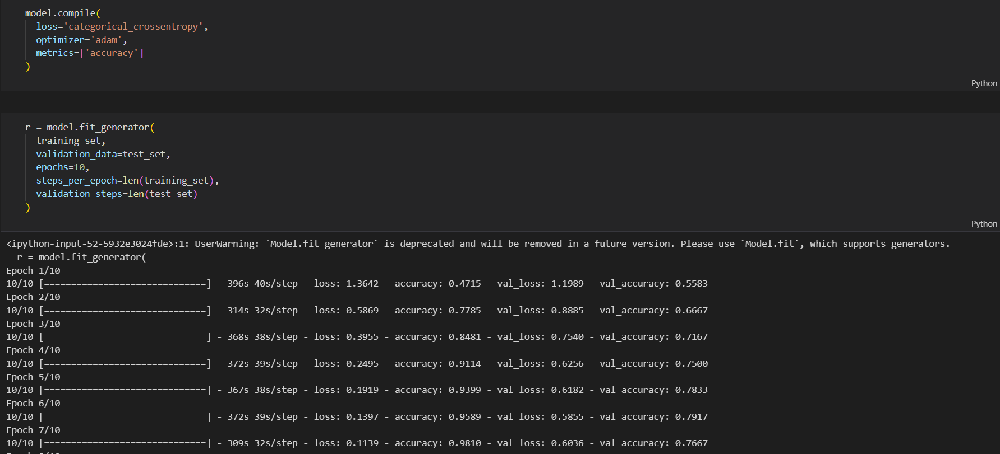 model.compile(
  loss='categorical_crossentropy',
  optimizer='adam',
  metrics=['accuracy']
)
Python
r = model.fit_generator(
  training_set,
  validation_data=test_set,
  epochs=10,
  steps_per_epoch=len(training_set),
  validation_steps=len(test_set)
)
Python
<ipython-input-52-5932e3024fde>:1: UserWarning: `Model.fit_generator` is deprecated and will be removed in a future version. Please use `Model.fit`, which supports generators.
  r = model.fit_generator(
Epoch 1/10
10/10 [==============================] - 396s 40s/step - loss: 1.3642 - accuracy: 0.4715 - val_loss: 1.1989 - val_accuracy: 0.5583
Epoch 2/10
10/10 [==============================] - 314s 32s/step - loss: 0.5869 - accuracy: 0.7785 - val_loss: 0.8885 - val_accuracy: 0.6667
Epoch 3/10
10/10 [==============================] - 368s 38s/step - loss: 0.3955 - accuracy: 0.8481 - val_loss: 0.7540 - val_accuracy: 0.7167
Epoch 4/10
10/10 [==============================] - 372s 39s/step - loss: 0.2495 - accuracy: 0.9114 - val_loss: 0.6256 - val_accuracy: 0.7500
Epoch 5/10
10/10 [==============================] - 367s 38s/step - loss: 0.1919 - accuracy: 0.9399 - val_loss: 0.6182 - val_accuracy: 0.7833
Epoch 6/10
10/10 [==============================] - 372s 39s/step - loss: 0.1397 - accuracy: 0.9589 - val_loss: 0.5855 - val_accuracy: 0.7917
Epoch 7/10
10/10 [==============================] - 309s 32s/step - loss: 0.1139 - accuracy: 0.9810 - val_loss: 0.6036 - val_accuracy: 0.7667